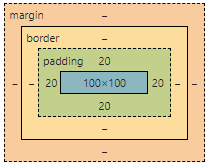 margin –
border –
padding 20
– – 20 100×100 20 – –
20
–
–